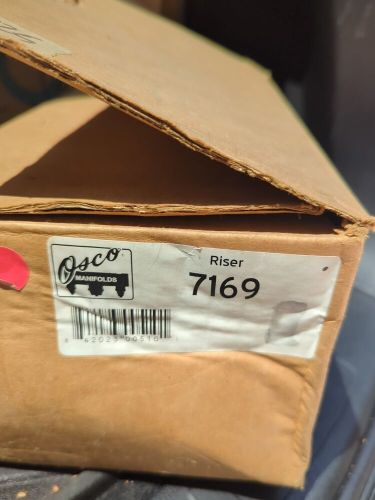 Osco
MANIFOLDS
Riser
7169